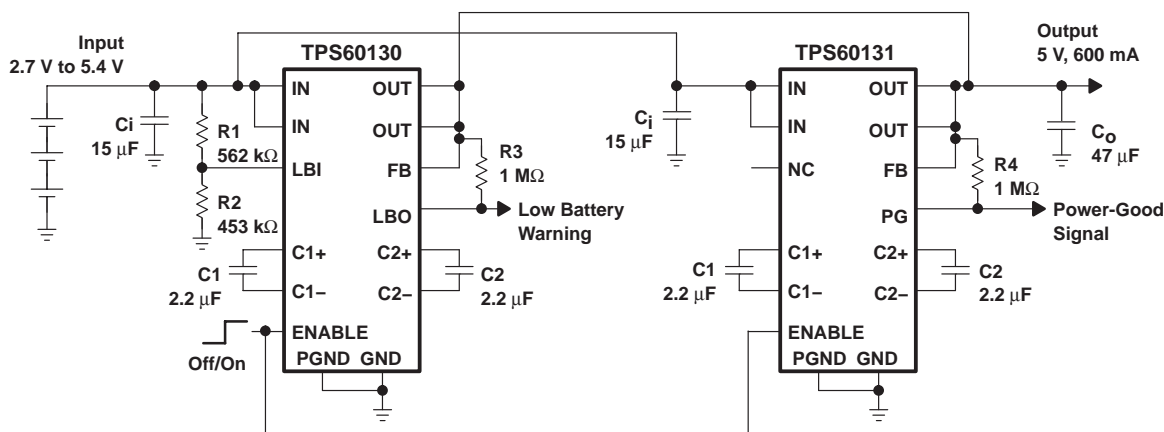 Input
2.7 V to 5.4 V
TPS60130
TPS60131
Output
5 V, 600 mA
IN
IN
LBI
C1+
C1−
ENABLE
PGND GND
OUT
OUT
FB
LBO
C2+
C2−
Ci
15 μF
R1
562 kΩ
R2
453 kΩ
R3
1 MΩ
Low Battery
Warning
C1
2.2 μF
C2
2.2 μF
Off/On
Ci
15 μF
IN
IN
NC
C1+
C1−
ENABLE
PGND GND
OUT
OUT
FB
PG
C2+
C2−
Co
47 μF
R4
1 MΩ
Power-Good
Signal
C1
2.2 μF
C2
2.2 μF